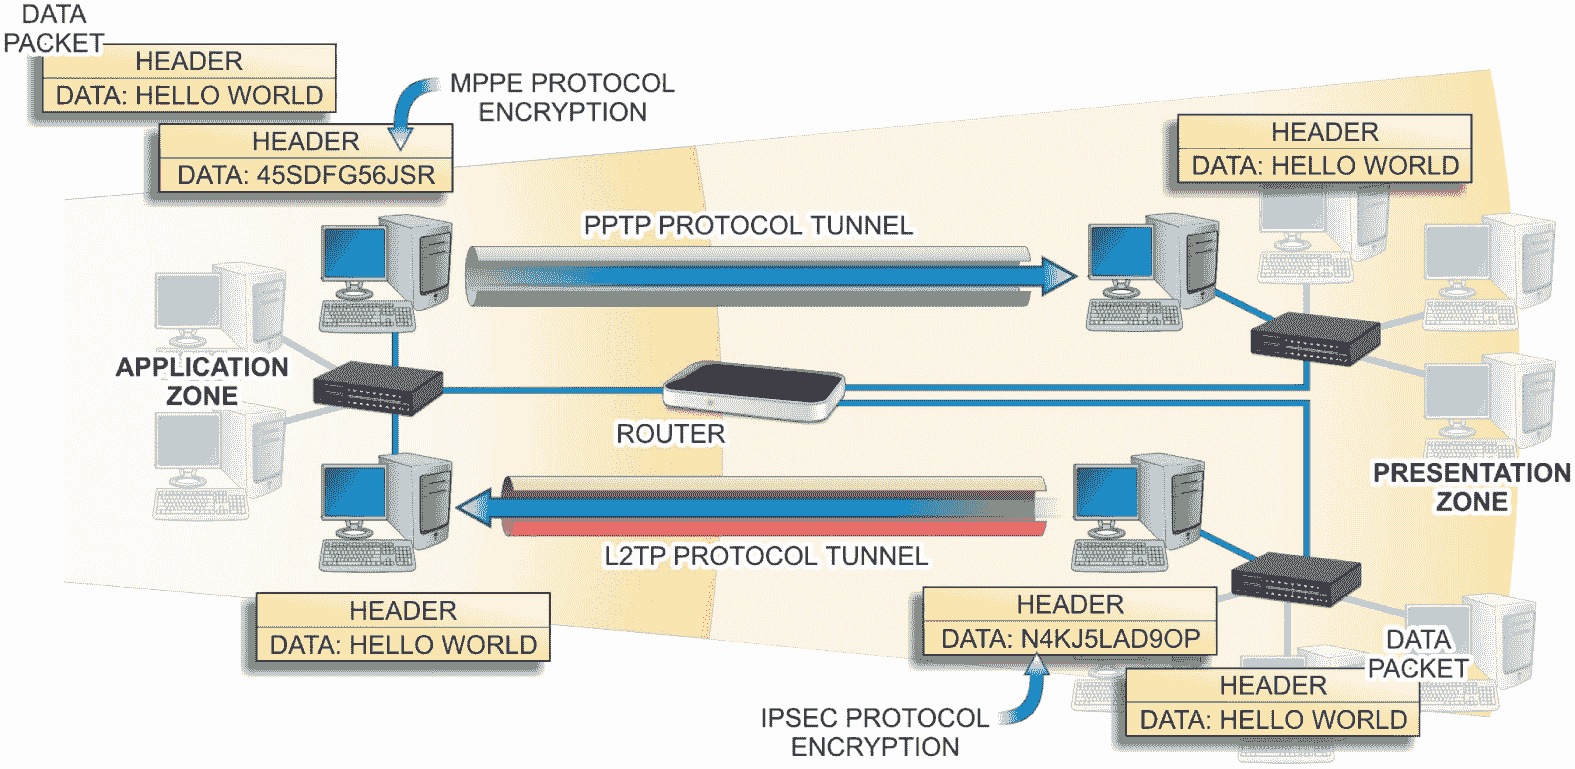 DATA
PACKET
HEADER
DATA: HELLO WORLD
MPPE PROTOCOL
ENCRYPTION
HEADER
DATA: 45SDFG56JSR
HEADER
DATA: HELLO WORLD
PPTP PROTOCOL TUNNEL
APPLICATION
ZONE
ROUTER
PRESENTATION
ZONE
L2TP PROTOCOL TUNNEL
HEADER
DATA: HELLO WORLD
HEADER
DATA: N4KJ5LAD9OP
DATA
PACKET
HEADER
DATA: HELLO WORLD
IPSEC PROTOCOL
ENCRYPTION